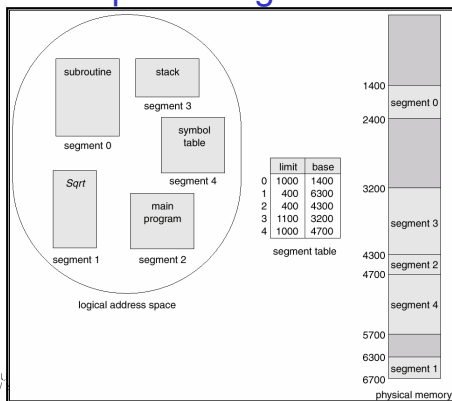 subroutine
segment 0
stack
segment 3
symbol
table
segment 4
Sqrt
segment 1
main
program
segment 2
logical address space
limit base
0 1000 1400
1 400 6300
2 400 4300
3 1100 3200
4 1000 4700
segment table
1400
segment 0
2400
3200
segment 3
4300
segment 2
4700
segment 4
5700
6300
segment 1
6700
physical memory